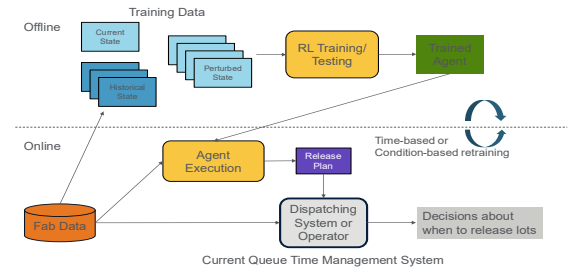 Training Data
Offline
Current
State
Historical
State
Perturbed
State
RL Training/
Testing
Trained
Agent
Time-based or
Condition-based retraining
Online
Agent
Execution
Release
Plan
Fab Data
Dispatching
System or
Operator
Decisions about
when to release lots
Current Queue Time Management System